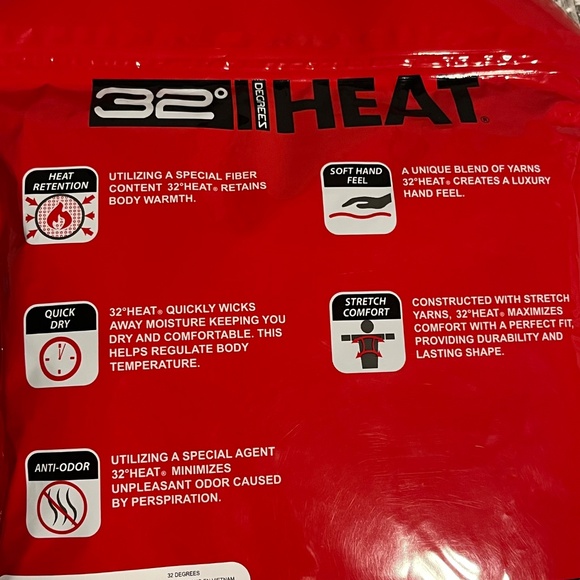 32° DEGREES HEAT®
HEAT
RETENTION
UTILIZING A SPECIAL FIBER
CONTENT 32°HEAT® RETAINS
BODY WARMTH.
SOFT HAND
FEEL
A UNIQUE BLEND OF YARNS
32°HEAT® CREATES A LUXURY
HAND FEEL.
QUICK
DRY
32°HEAT® QUICKLY WICKS
AWAY MOISTURE KEEPING YOU
DRY AND COMFORTABLE. THIS
HELPS REGULATE BODY
TEMPERATURE.
STRETCH
COMFORT
CONSTRUCTED WITH STRETCH
YARNS, 32°HEAT® MAXIMIZES
COMFORT WITH A PERFECT FIT,
PROVIDING DURABILITY AND
LASTING SHAPE.
ANTI-ODOR
UTILIZING A SPECIAL AGENT
32°HEAT® MINIMIZES
UNPLEASANT ODOR CAUSED
BY PERSPIRATION.
32 DEGREES
VIETNAM